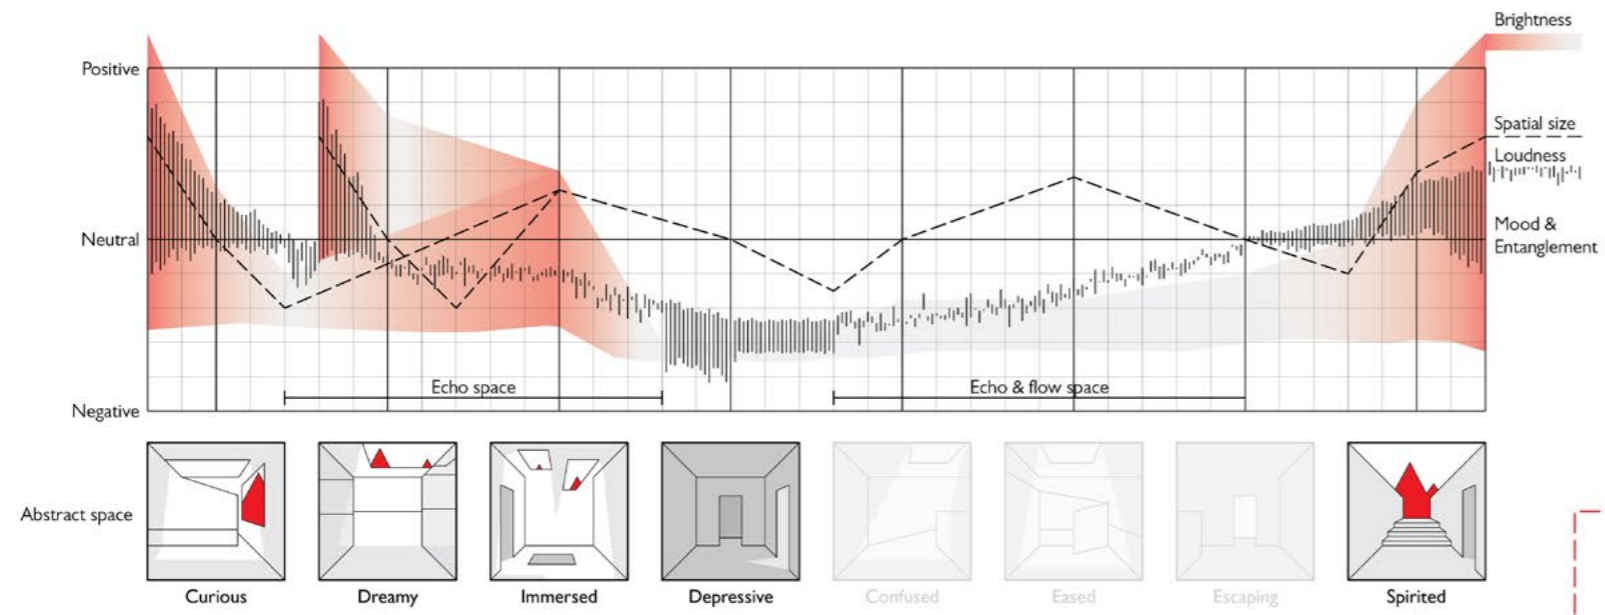 Brightness
Positive
Spatial size
Loudness
Neutral
Mood &
Entanglement
Echo space
Echo & flow space
Negative
Abstract space
Curious
Dreamy
Immersed
Depressive
Confused
Eased
Escaping
Spirited